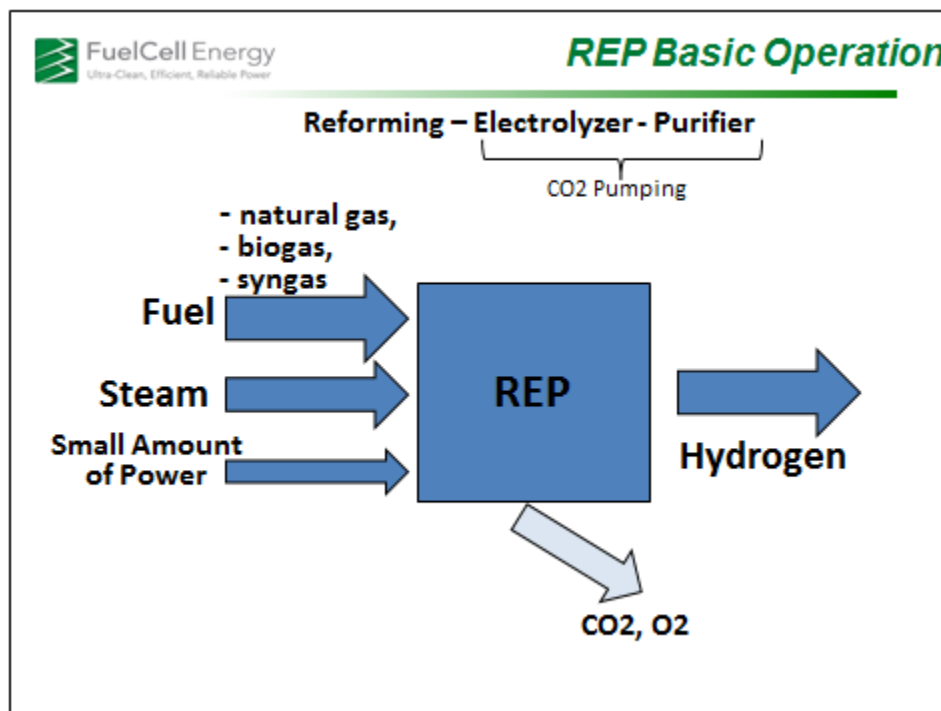 FuelCell Energy
Ultra-Clean, Efficient, Reliable Power
REP Basic Operation
Reforming – Electrolyzer - Purifier
CO2 Pumping
- natural gas,
- biogas,
- syngas
Fuel
Steam
Small Amount
of Power
REP
Hydrogen
CO2, O2